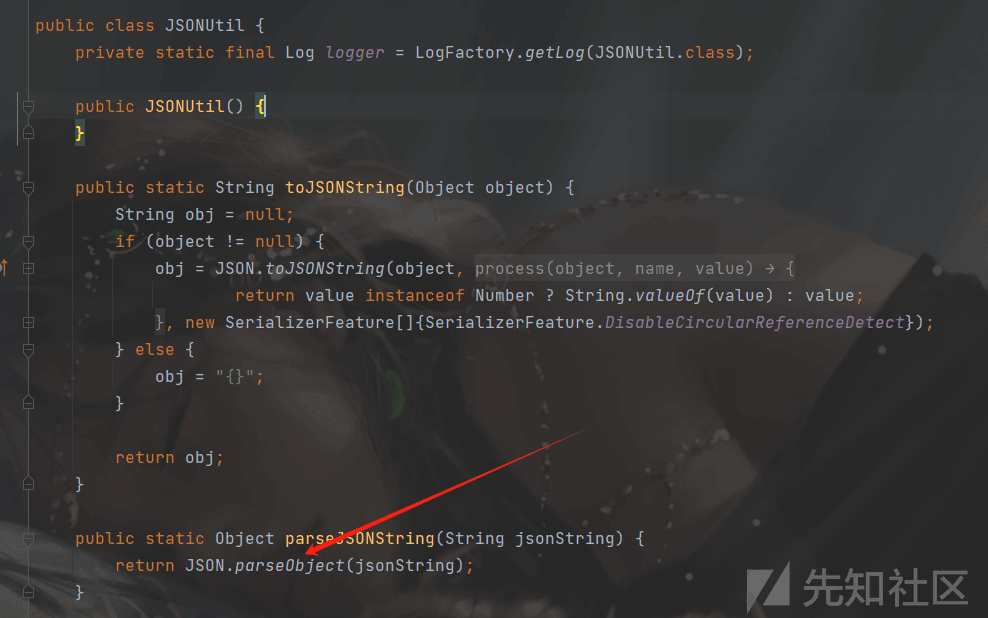 public class JSONUtil {
private static final Log logger = LogFactory.getLog(JSONUtil.class);
public JSONUtil() {
}
public static String toJSONString(Object object) {
String obj = null;
if (object != null) {
obj = JSON.toJSONString(object, process(object, name, value) → {
return value instanceof Number ? String.valueOf(value) : value;
}, new SerializerFeature[]{SerializerFeature.DisableCircularReferenceDetect});
} else {
obj = "{}";
}
return obj;
}
public static Object parseJSONString(String jsonString) {
return JSON.parseObject(jsonString);
}
先知社区